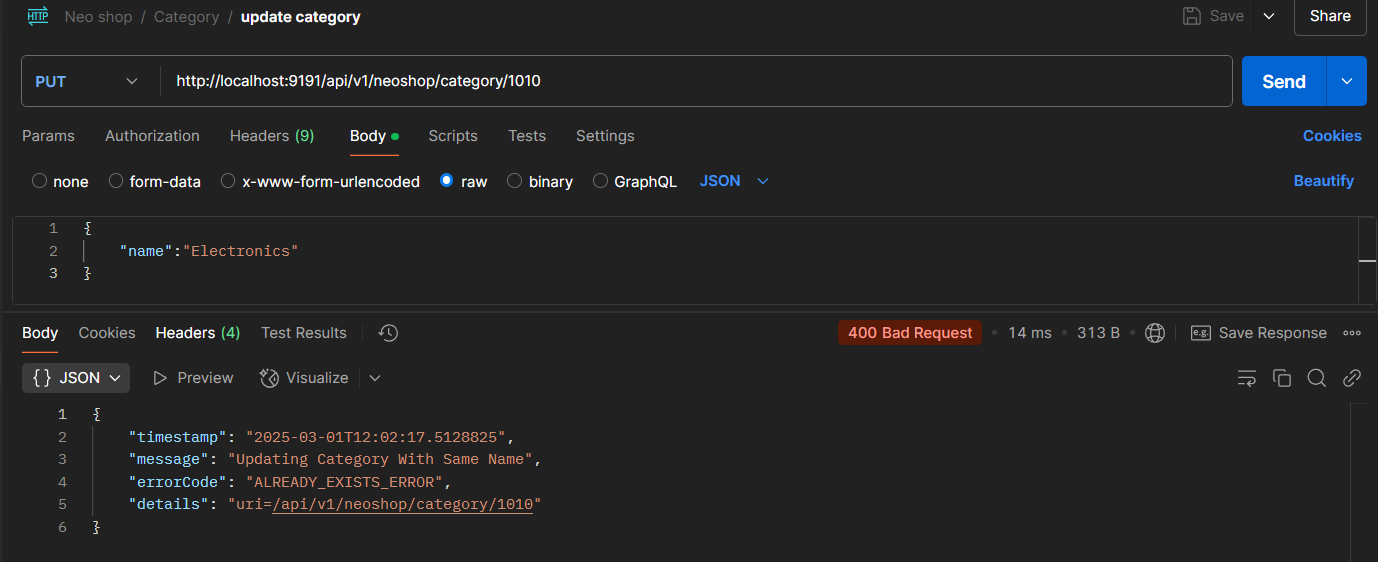 HTTP Neo shop / Category / update category Save Share
PUT http://localhost:9191/api/v1/neoshop/category/1010 Send
Params Authorization Headers (9) Body Scripts Tests Settings Cookies
none form-data x-www-form-urlencoded raw binary GraphQL JSON Beautify
1 {
2 "name":"Electronics"
3 }
Body Cookies Headers (4) Test Results 400 Bad Request • 14 ms • 313 B • e.g. Save Response
{} JSON Preview Visualize
1 {
2 "timestamp": "2025-03-01T12:02:17.5128825",
3 "message": "Updating Category With Same Name",
4 "errorCode": "ALREADY_EXISTS_ERROR",
5 "details": "uri=/api/v1/neoshop/category/1010"
6 }